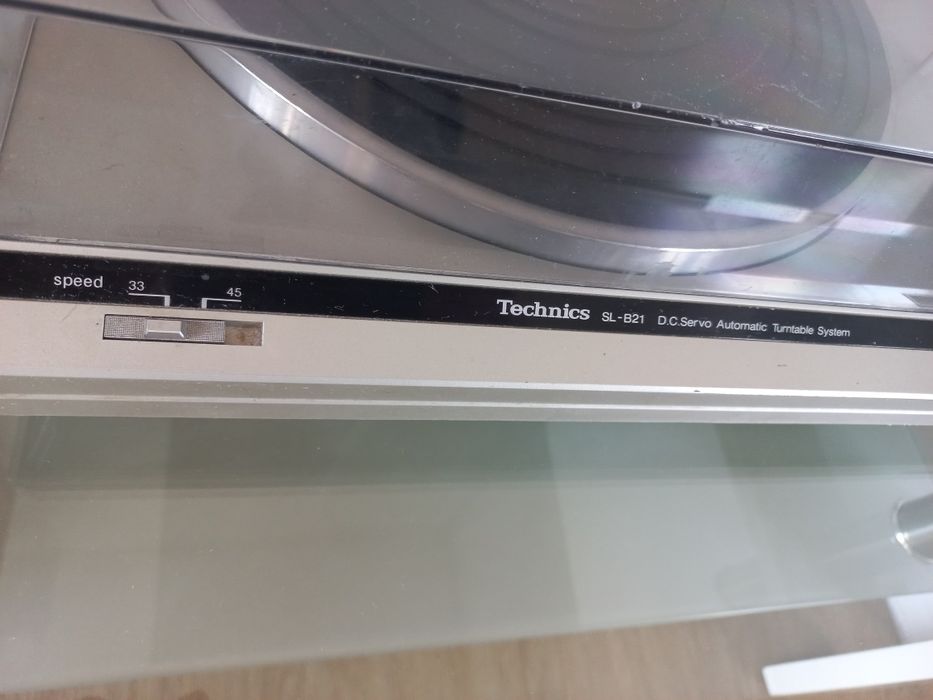 speed 33 45
Technics SL-B21 D.C.Servo Automatic Turntable System